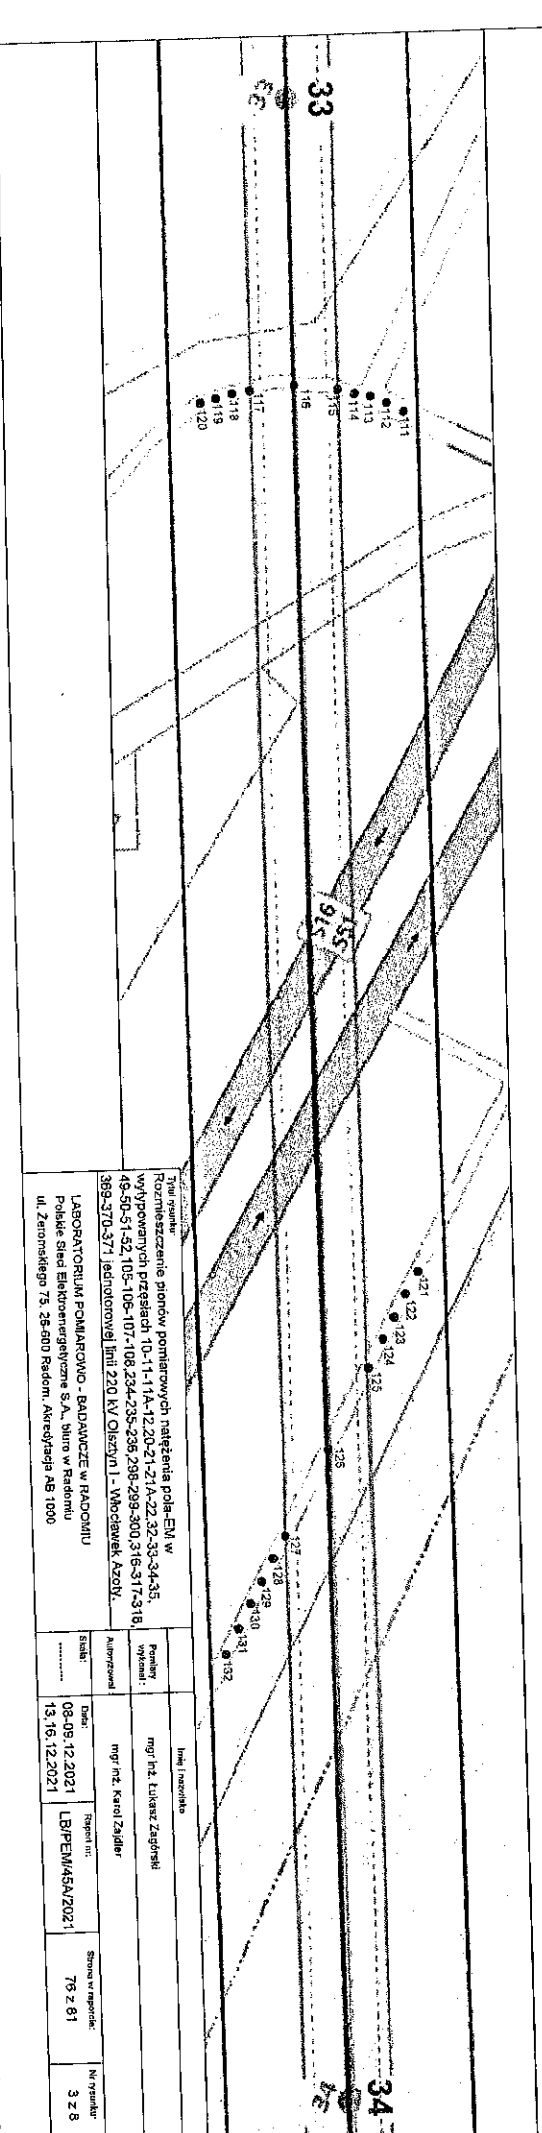 33
33
111
112
113
114
115
116
117
118
119
120
S16
S51
121
122
123
124
125
126
127
128
129
130
131
132
34
34
Tytuł rysunku:
Rozmieszczenie pionów pomiarowych natężenia pola-EM w
wytypowanych przęsłach 10-11-11A-12,20-21-21A-22,32-33-34-35,
49-50-51-52,105-106-107-108,234-235-236,298-299-300,316-317-318,
369-370-371 jednotorowej linii 220 kV Olsztyn I - Włocławek Azoty.
LABORATORIUM POMIAROWO - BADAWCZE w RADOMIU
Polskie Sieci Elektroenergetyczne S.A., biuro w Radomiu
ul. Żeromskiego 75, 26-600 Radom. Akredytacja AB 1000
Imię i nazwisko
Pomiary
wykonał:
mgr inż. Łukasz Zagórski
Autoryzował
mgr inż. Karol Zajdler
Skala:
----------
Data:
08-09.12.2021
13,16.12.2021
Raport nr:
LB/PEM/45A/2021
Strona w raporcie:
76 z 81
Nr rysunku:
3 z 8